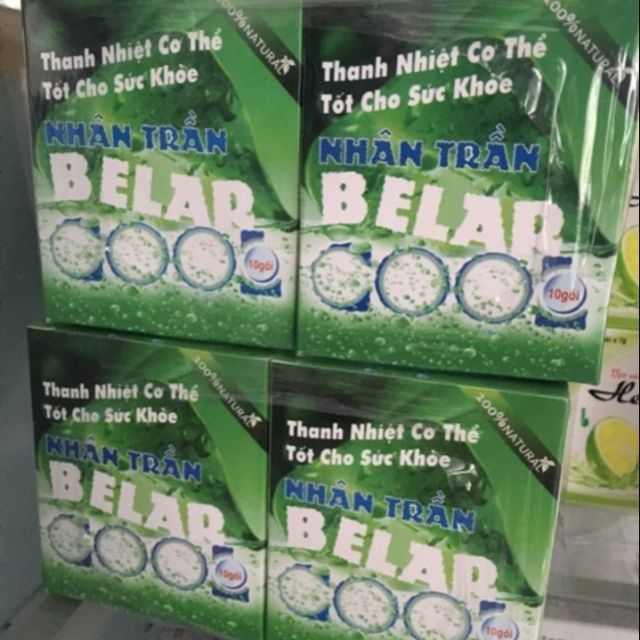 Thanh Nhiệt Cơ Thể
Tốt Cho Sức Khỏe
100%NATURAL
NHÂN TRẦN
BELAR
10gói
Thanh Nhiệt Cơ Thể
Tốt Cho Sức Khỏe
100%NATURAL
NHÂN TRẦN
BELAR
10gói
Thanh Nhiệt Cơ Thể
Tốt Cho Sức Khỏe
100%NATURAL
NHÂN TRẦN
BELAR
10gói
Thanh Nhiệt Cơ Thể
Tốt Cho Sức Khỏe
100%NATURAL
NHÂN TRẦN
BELAR
10gói